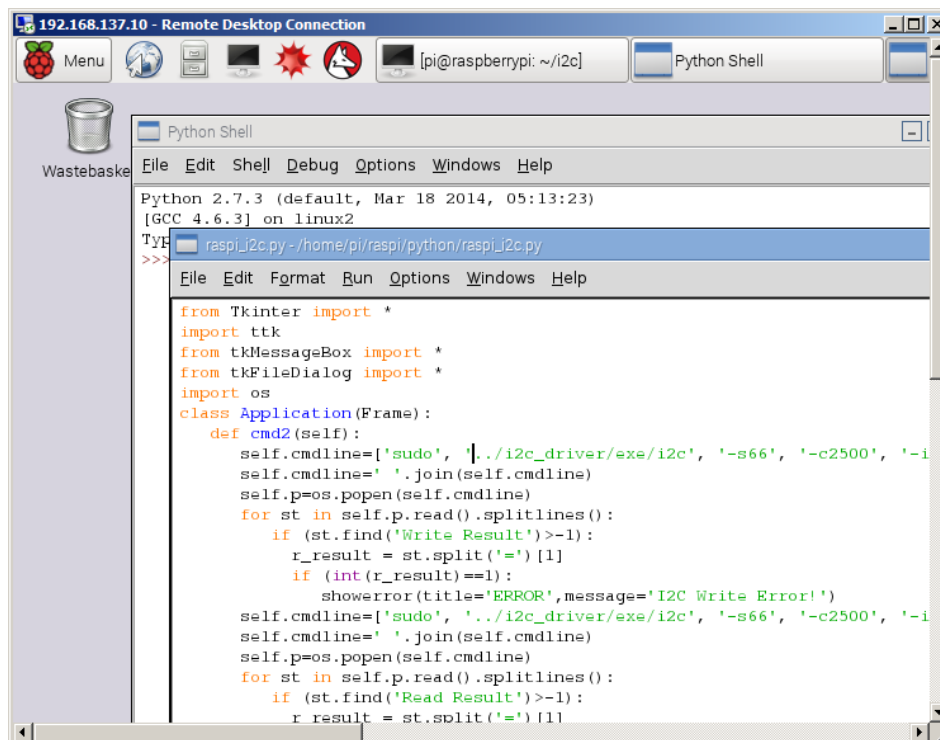 192.168.137.10 - Remote Desktop Connection
Menu [pi@raspberrypi: ~/i2c] Python Shell
Wastebaske
Python Shell
File Edit Shell Debug Options Windows Help
Python 2.7.3 (default, Mar 18 2014, 05:13:23)
[GCC 4.6.3] on linux2
Typ
>>>
raspi_i2c.py - /home/pi/raspi/python/raspi_i2c.py
File Edit Format Run Options Windows Help
from Tkinter import *
import ttk
from tkMessageBox import *
from tkFileDialog import *
import os
class Application(Frame):
   def cmd2(self):
      self.cmdline=['sudo', '../i2c_driver/exe/i2c', '-s66', '-c2500', '-i
      self.cmdline=' '.join(self.cmdline)
      self.p=os.popen(self.cmdline)
      for st in self.p.read().splitlines():
         if (st.find('Write Result')>-1):
           r_result = st.split('=')[1]
           if (int(r_result)==1):
              showerror(title='ERROR',message='I2C Write Error!')
      self.cmdline=['sudo', '../i2c_driver/exe/i2c', '-s66', '-c2500', '-i
      self.cmdline=' '.join(self.cmdline)
      self.p=os.popen(self.cmdline)
      for st in self.p.read().splitlines():
         if (st.find('Read Result')>-1):
           r_result = st.split('=')[1]